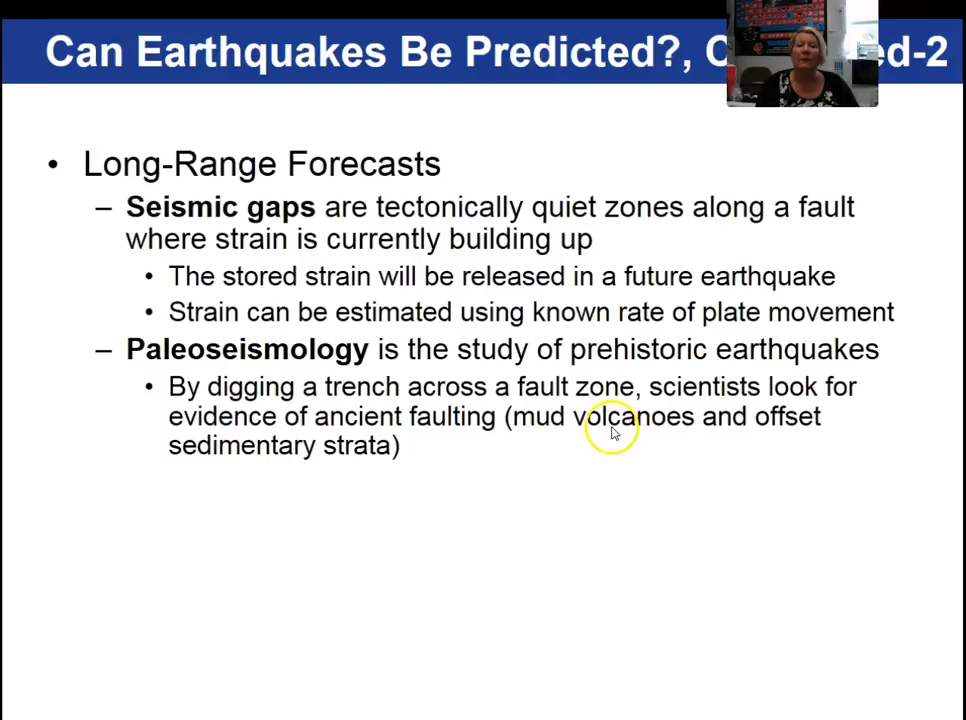 Can Earthquakes Be Predicted?, C ed-2
• Long-Range Forecasts
– Seismic gaps are tectonically quiet zones along a fault
where strain is currently building up
• The stored strain will be released in a future earthquake
• Strain can be estimated using known rate of plate movement
– Paleoseismology is the study of prehistoric earthquakes
• By digging a trench across a fault zone, scientists look for
evidence of ancient faulting (mud volcanoes and offset
sedimentary strata)